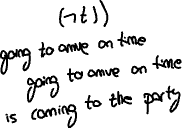 (¬t))
going to arrive on time
going to arrive on time
is coming to the party